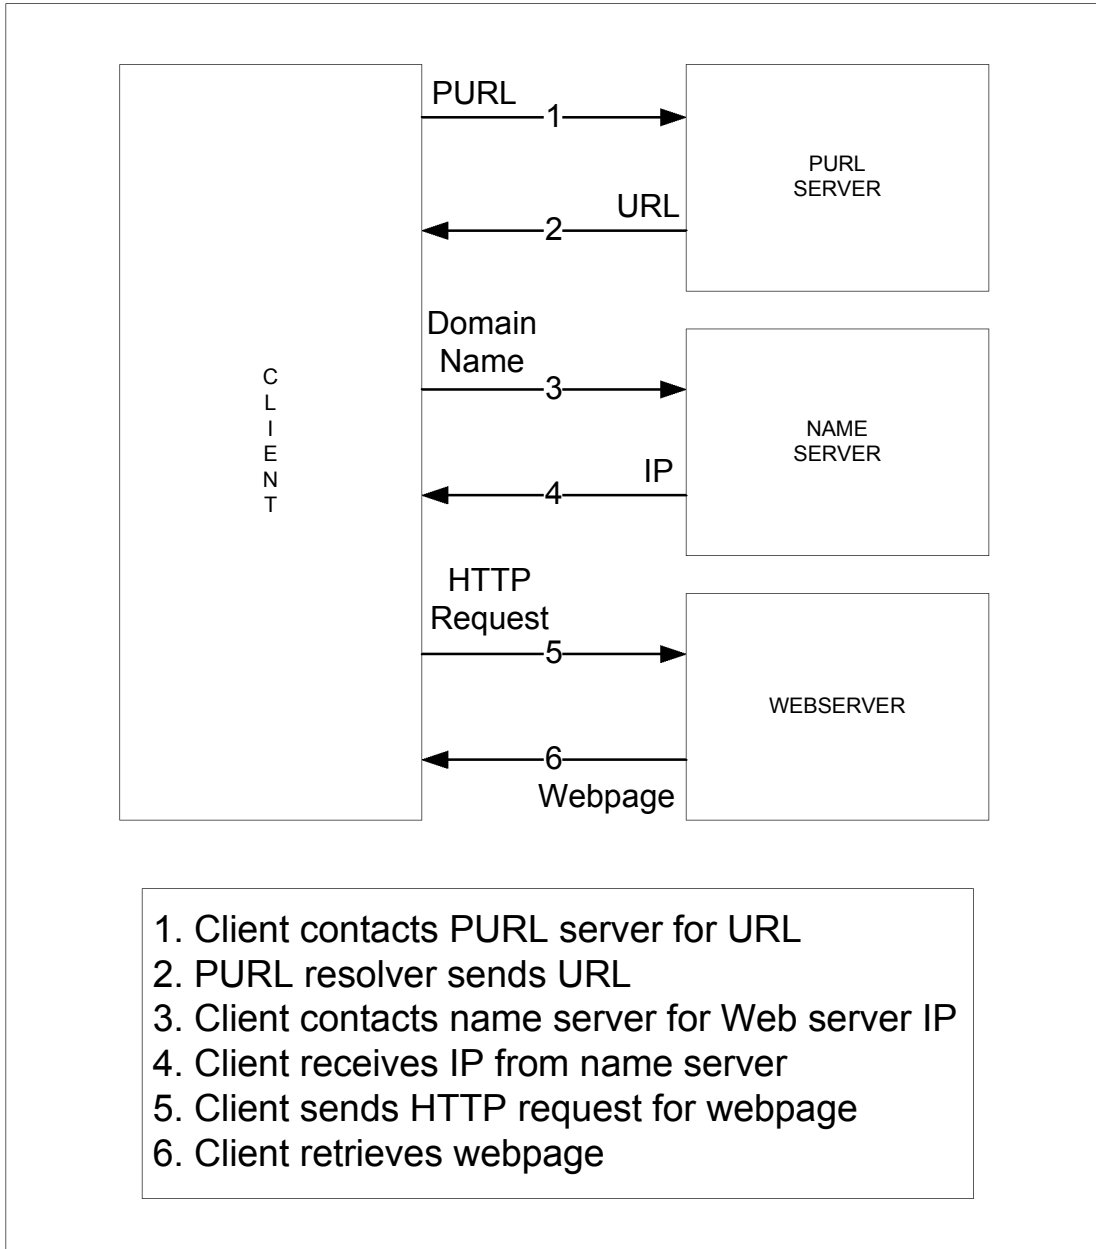 PURL
1
PURL
SERVER
URL
2
Domain
Name
3
C
L
I
E
N
T
NAME
SERVER
IP
4
HTTP
Request
5
WEBSERVER
6
Webpage
1. Client contacts PURL server for URL
2. PURL resolver sends URL
3. Client contacts name server for Web server IP
4. Client receives IP from name server
5. Client sends HTTP request for webpage
6. Client retrieves webpage